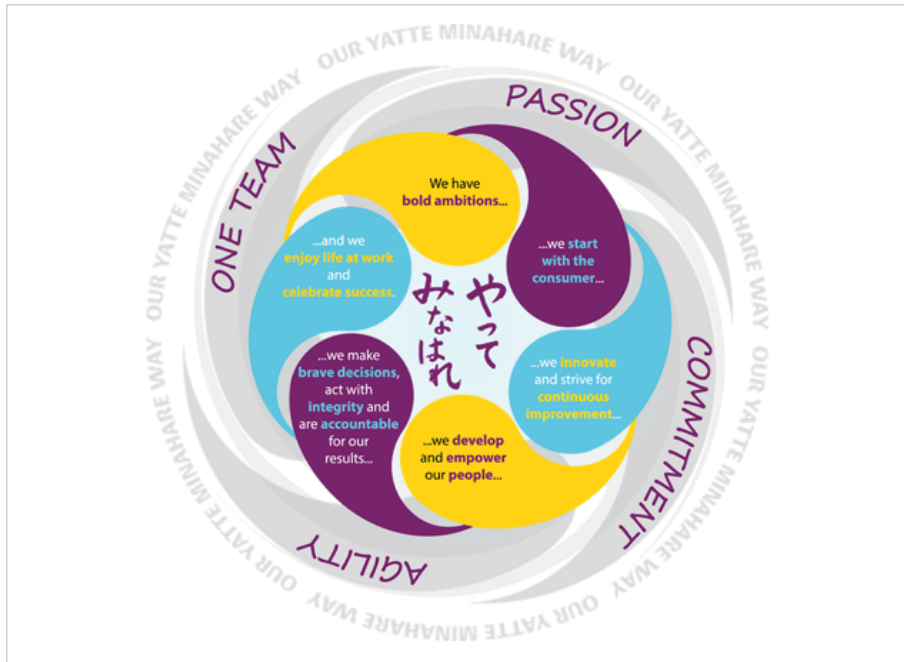 OUR YATTE MINAHARE WAY
OUR YATTE MINAHARE WAY
OUR YATTE MINAHARE WAY
OUR YATTE MINAHARE WAY
OUR YATTE MINAHARE WAY
OUR YATTE MINAHARE WAY
PASSION
COMMITMENT
AGILITY
ONE TEAM
We have
bold ambitions...
...we start
with the
consumer...
...we innovate
and strive for
continuous
improvement...
...we develop
and empower
our people...
...we make
brave decisions,
act with
integrity and
are accountable
for our
results...
...and we
enjoy life at work
and
celebrate success.
やって
みなはれ